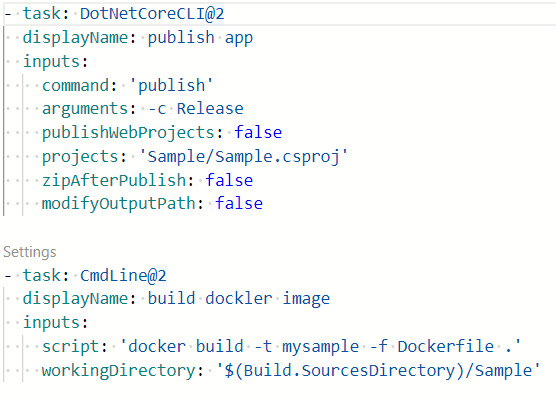 - task: DotNetCoreCLI@2
displayName: publish app
inputs:
command: 'publish'
arguments: -c Release
publishWebProjects: false
projects: 'Sample/Sample.csproj'
zipAfterPublish: false
modifyOutputPath: false
Settings
- task: CmdLine@2
displayName: build dockler image
inputs:
script: 'docker build -t mysample -f Dockerfile .'
workingDirectory: '$(Build.SourcesDirectory)/Sample'